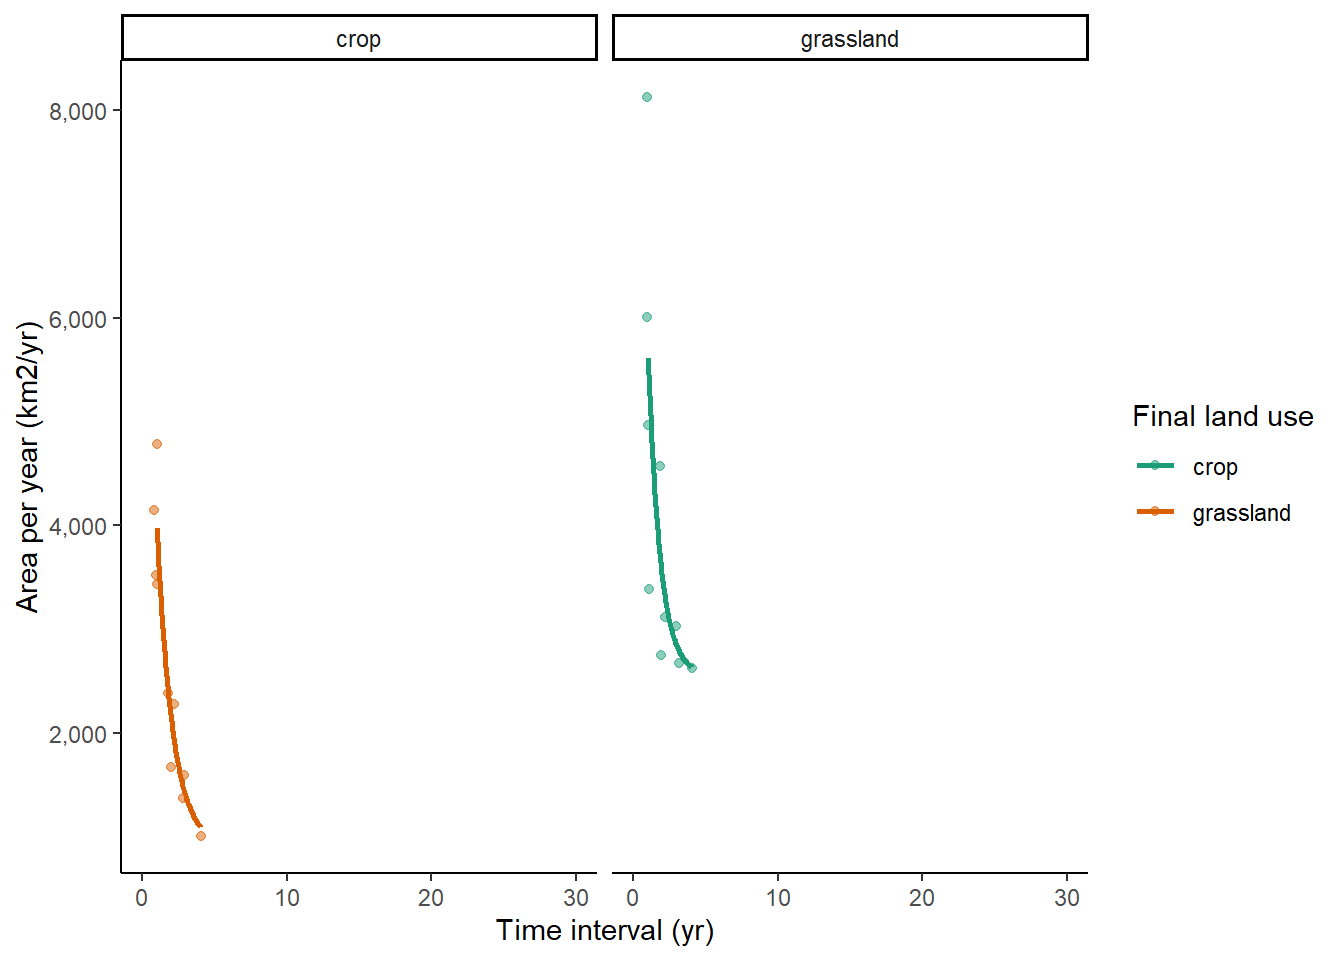 crop
grassland
8,000
6,000
4,000
2,000
Area per year (km2/yr)
0 10 20 30
0 10 20 30
Time interval (yr)
Final land use
crop
grassland